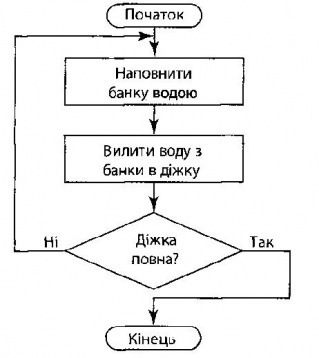 Початок
Наповнити
банку водою
Вилити воду з
банки в діжку
Ні
Діжка
повна?
Так
Кінець